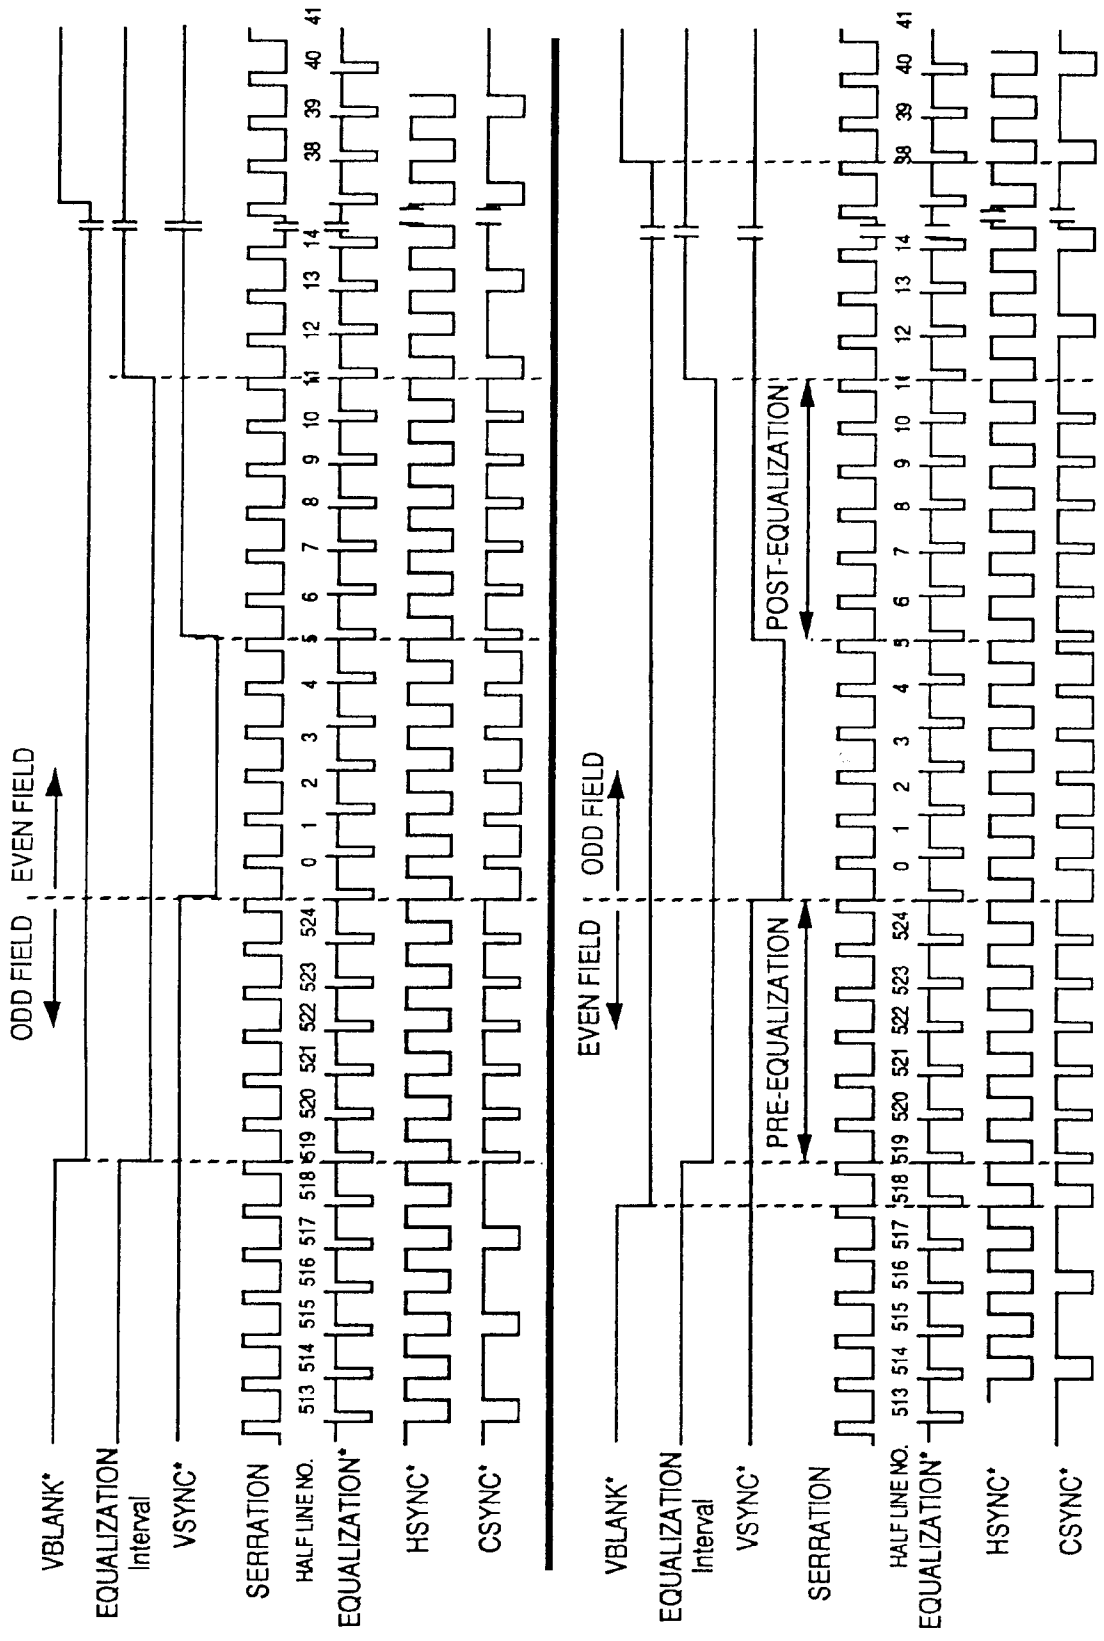 ODD FIELD EVEN FIELD
VBLANK*
EQUALIZATION
Interval
VSYNC*
SERRATION
HALF LINE NO. 513 514 515 516 517 518 519 520 521 522 523 524 0 1 2 3 4 5 6 7 8 9 10 11 12 13 14 38 39 40 41
EQUALIZATION*
HSYNC*
CSYNC*
EVEN FIELD ODD FIELD
VBLANK*
EQUALIZATION
Interval
VSYNC*
PRE-EQUALIZATION POST-EQUALIZATION
SERRATION
HALF LINE NO. 513 514 515 516 517 518 519 520 521 522 523 524 0 1 2 3 4 5 6 7 8 9 10 11 12 13 14 38 39 40 41
EQUALIZATION*
HSYNC*
CSYNC*